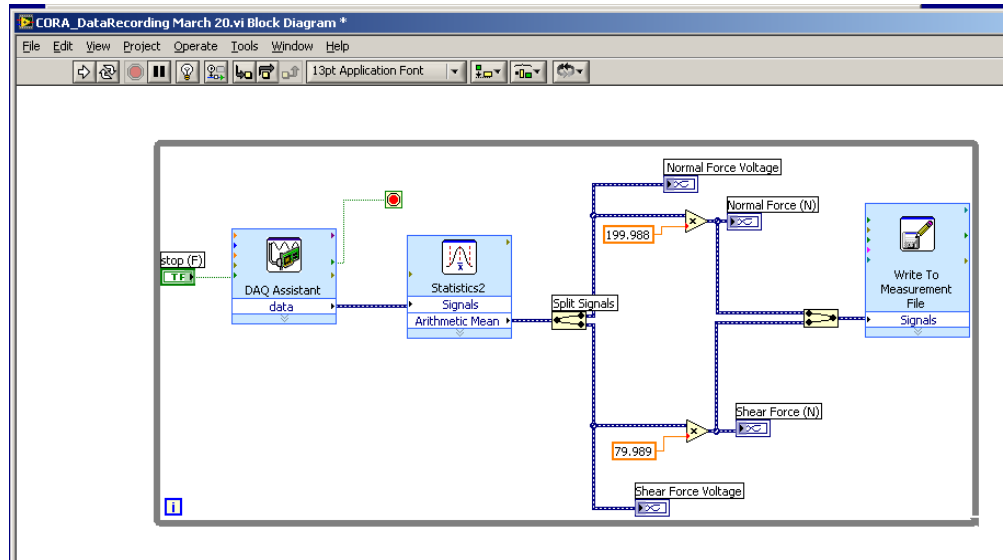 CORA_DataRecording March 20.vi Block Diagram *
File Edit View Project Operate Tools Window Help
13pt Application Font
Normal Force Voltage
Normal Force (N)
199.988
stop (F)
TF
DAQ Assistant
data
Statistics2
Signals
Arithmetic Mean
Split Signals
Write To
Measurement
File
Signals
Shear Force (N)
79.989
Shear Force Voltage
i